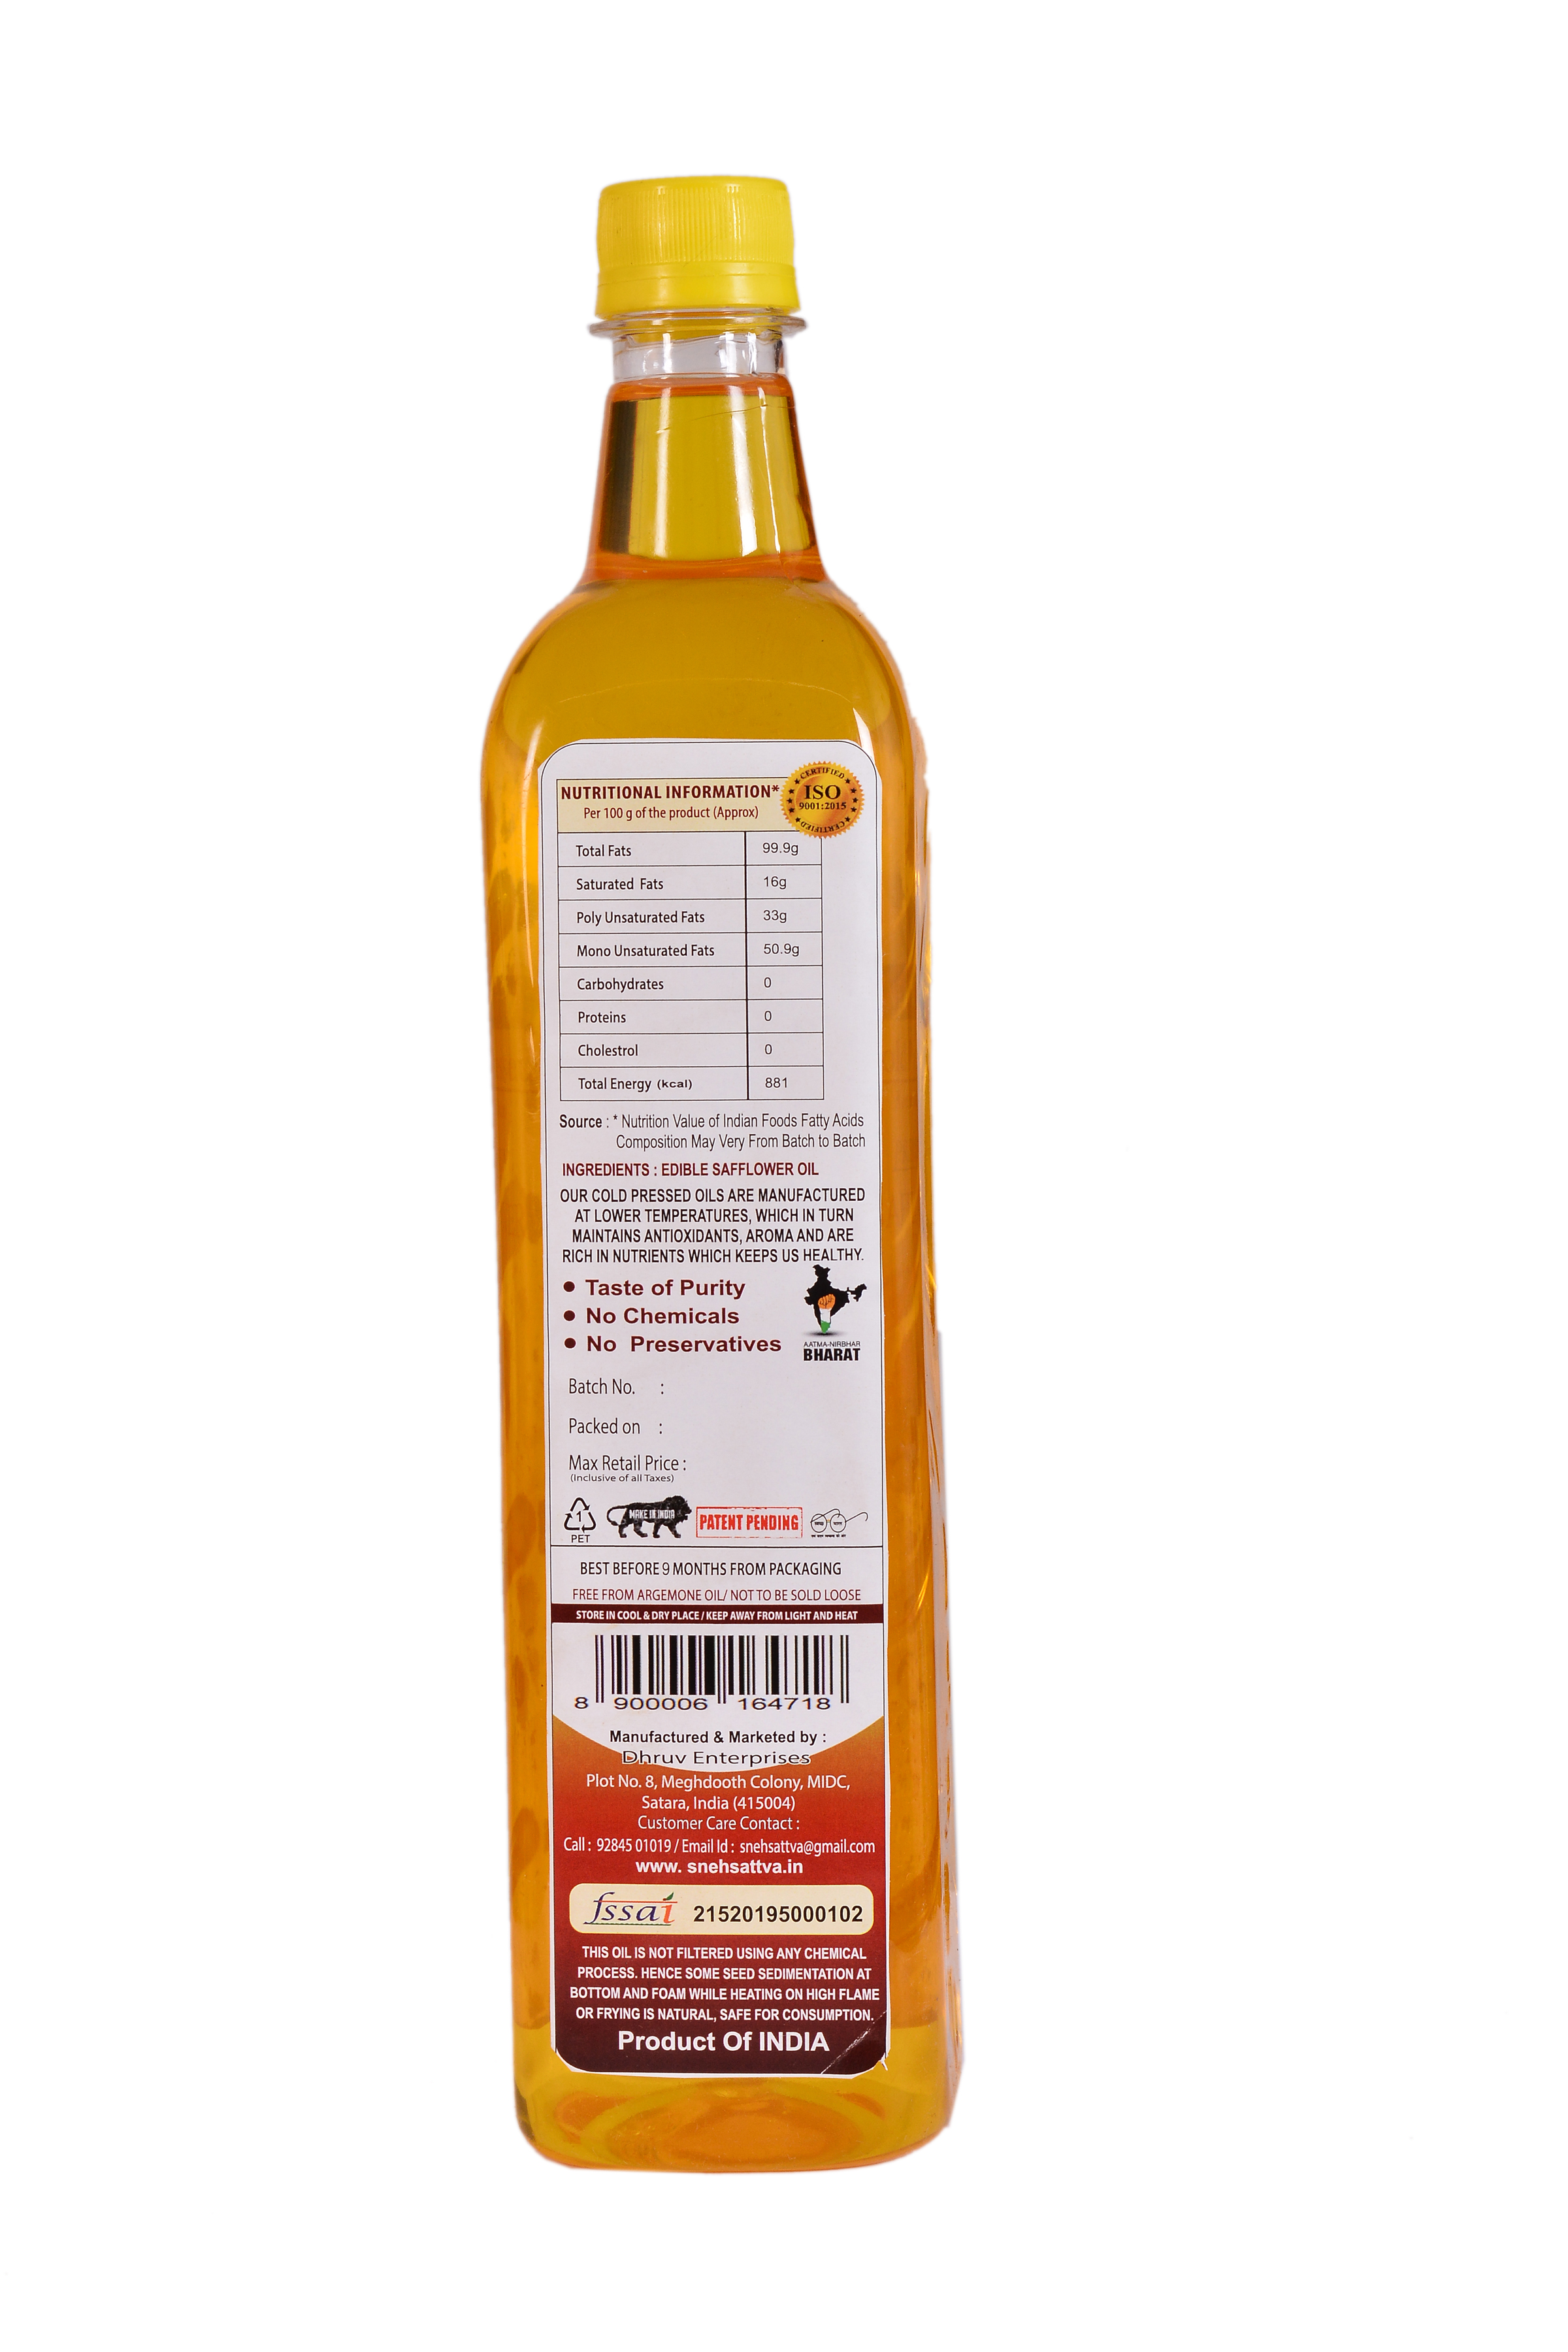 NUTRITIONAL INFORMATION*
Per 100 g of the product (Approx)
CERTIFIED
ISO
9001:2015
CERTIFIED
Total Fats 99.9g
Saturated Fats 16g
Poly Unsaturated Fats 33g
Mono Unsaturated Fats 50.9g
Carbohydrates 0
Proteins 0
Cholestrol 0
Total Energy (kcal) 881
Source : * Nutrition Value of Indian Foods Fatty Acids
Composition May Very From Batch to Batch
INGREDIENTS : EDIBLE SAFFLOWER OIL
OUR COLD PRESSED OILS ARE MANUFACTURED
AT LOWER TEMPERATURES, WHICH IN TURN
MAINTAINS ANTIOXIDANTS, AROMA AND ARE
RICH IN NUTRIENTS WHICH KEEPS US HEALTHY.
• Taste of Purity
• No Chemicals
• No Preservatives
AATMA-NIRBHAR
BHARAT
Batch No. :
Packed on :
Max Retail Price :
(Inclusive of all Taxes)
1
PET
MAKE IN INDIA
PATENT PENDING
BEST BEFORE 9 MONTHS FROM PACKAGING
FREE FROM ARGEMONE OIL/ NOT TO BE SOLD LOOSE
STORE IN COOL & DRY PLACE / KEEP AWAY FROM LIGHT AND HEAT
8 900006 164718
Manufactured & Marketed by :
Dhruv Enterprises
Plot No. 8, Meghdooth Colony, MIDC,
Satara, India (415004)
Customer Care Contact :
Call : 92845 01019 / Email Id : snehsattva@gmail.com
www. snehsattva.in
fssai 21520195000102
THIS OIL IS NOT FILTERED USING ANY CHEMICAL
PROCESS. HENCE SOME SEED SEDIMENTATION AT
BOTTOM AND FOAM WHILE HEATING ON HIGH FLAME
OR FRYING IS NATURAL, SAFE FOR CONSUMPTION.
Product Of INDIA